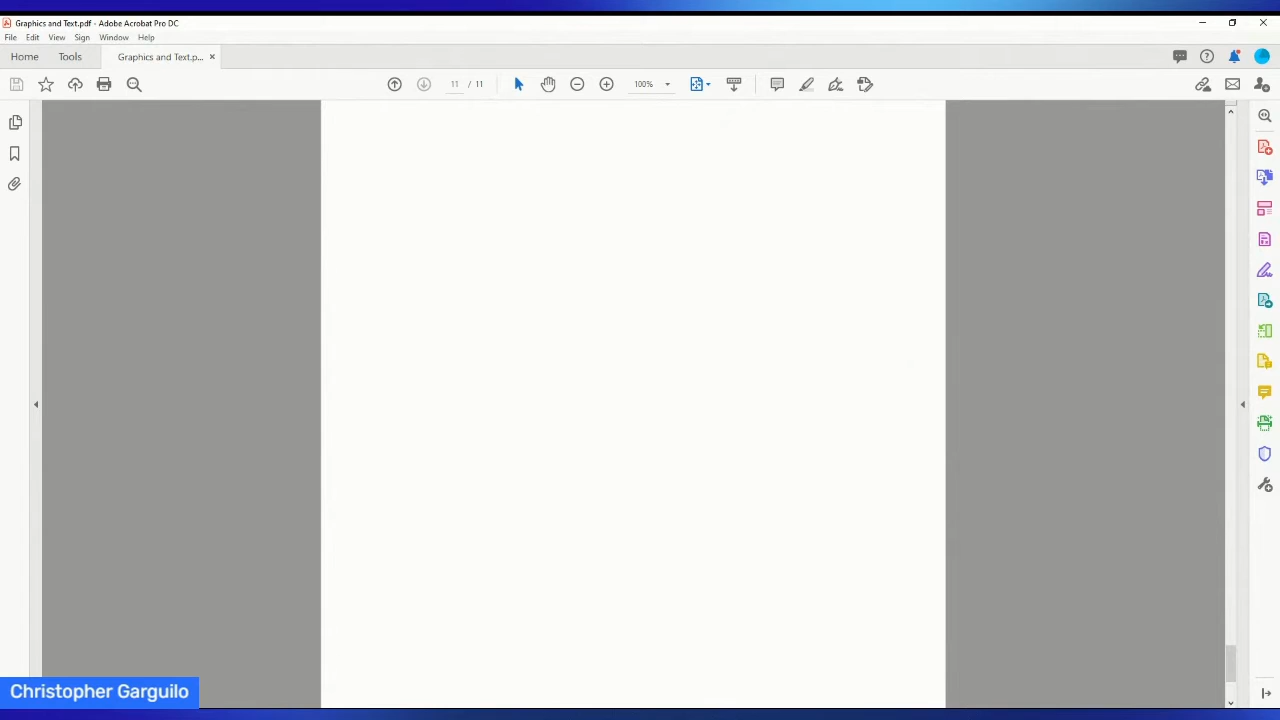 Graphics and Text.pdf - Adobe Acrobat Pro DC
File Edit View Sign Window Help
Home Tools Graphics and Text.p... ×
11 / 11 100%
Christopher Garguilo